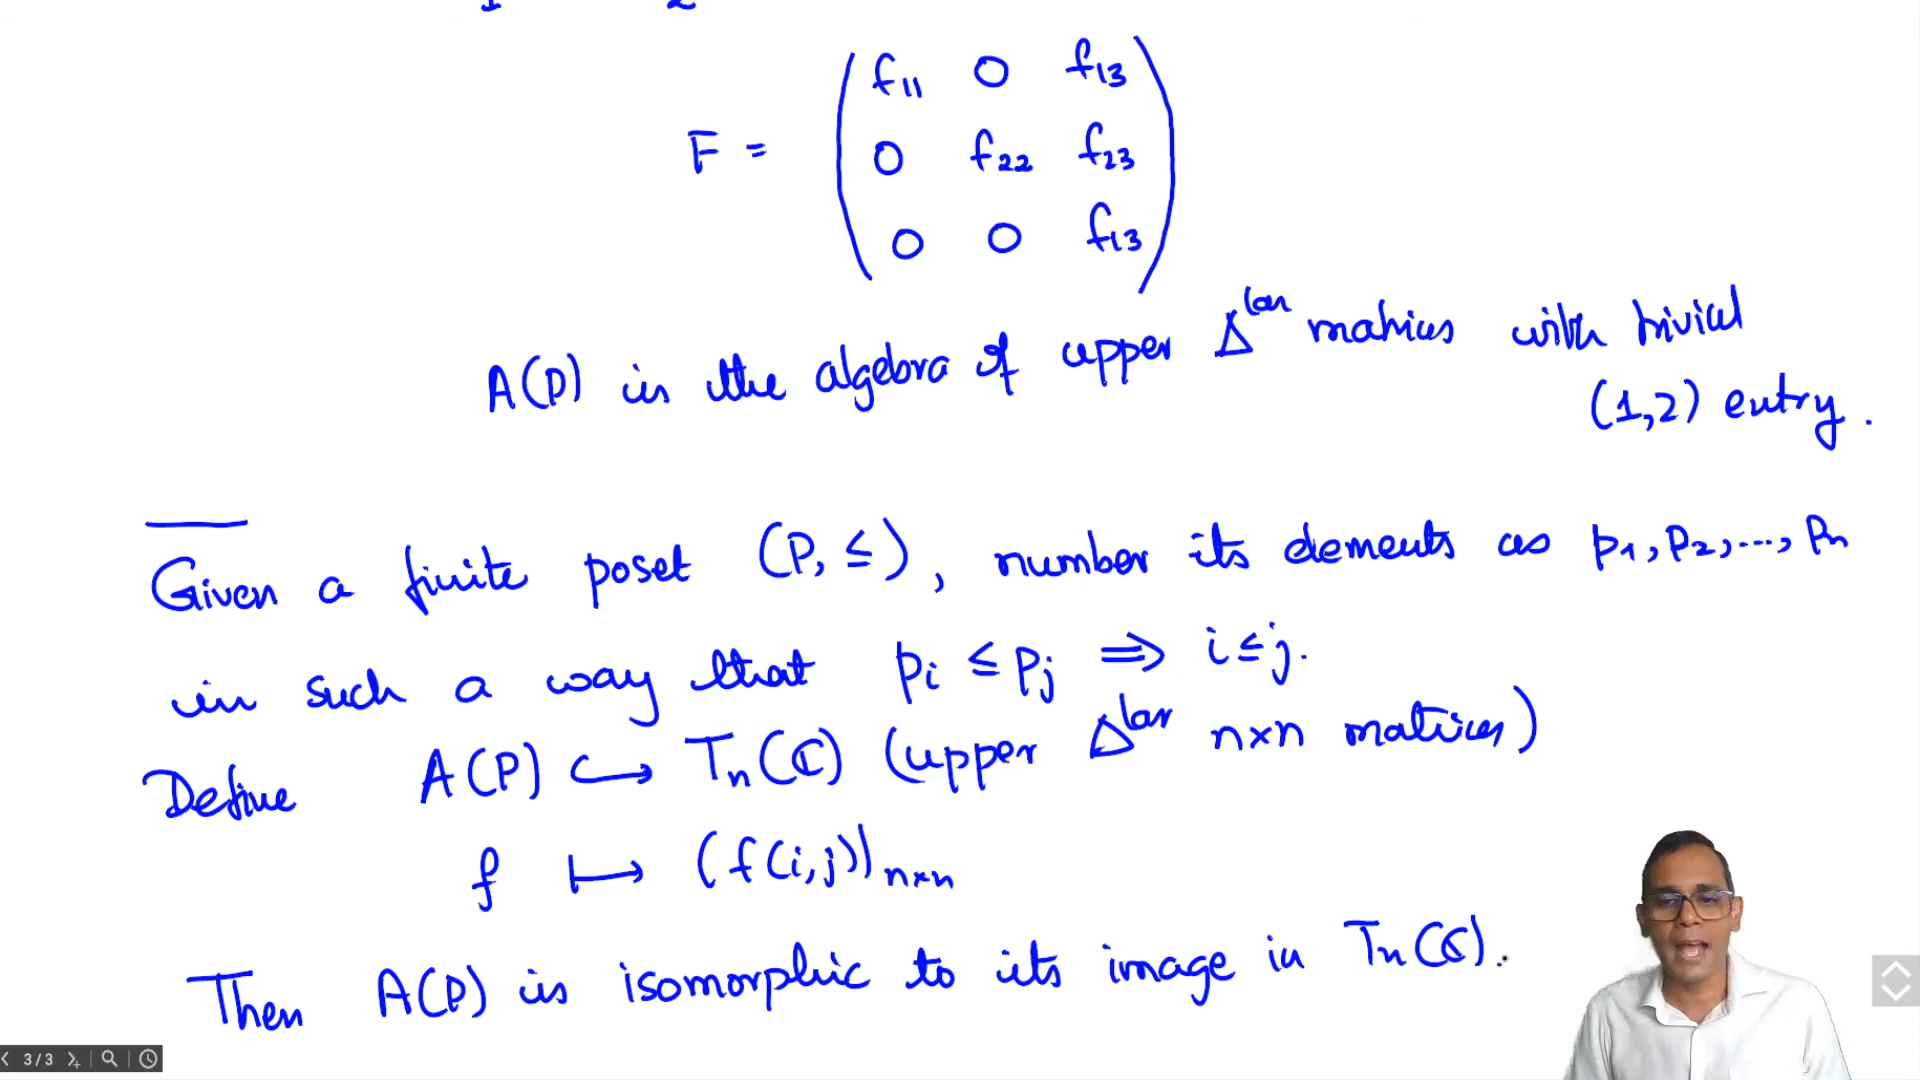 F = ( f11 0 f13
0 f22 f23
0 0 f13 )
A(P) is the algebra of upper Δlar matrices with trivial
(1,2) entry.
Given a finite poset (P, ≤), number its elements as p1, p2, ..., pn
in such a way that pi ≤ pj ⇒ i ≤ j.
Define A(P) ↪ Tn(ℂ) (upper Δlar n×n matrices)
f ↦ (f(i,j))n×n
Then A(P) is isomorphic to its image in Tn(ℂ).
3/3